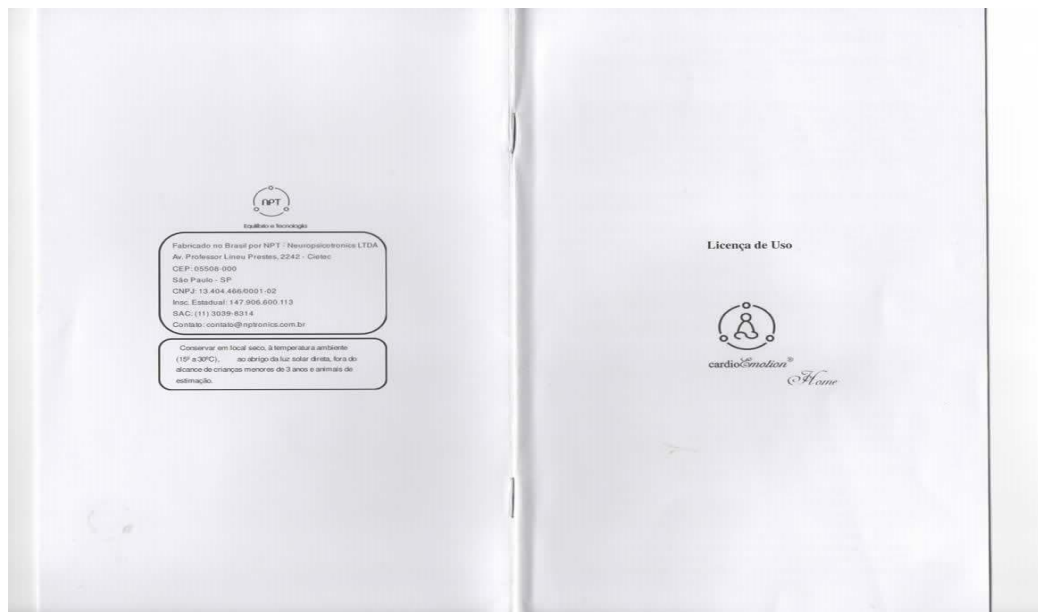 NPT
Equilíbrio e tecnologia
Fabricado no Brasil por NPT / Neuropsicotronics LTDA
Av. Professor Lineu Prestes, 2242 - Cietec
CEP: 05508-000
São Paulo - SP
CNPJ: 13.404.466/0001-02
Insc. Estadual: 147.906.600.113
SAC: (11) 3039-8314
Contato: contato@nptronics.com.br
Conservar em local seco, à temperatura ambiente
(15º a 30ºC), ao abrigo da luz solar direta, fora do
alcance de crianças menores de 3 anos e animais de
estimação.
Licença de Uso
cardioEmotion®
Home